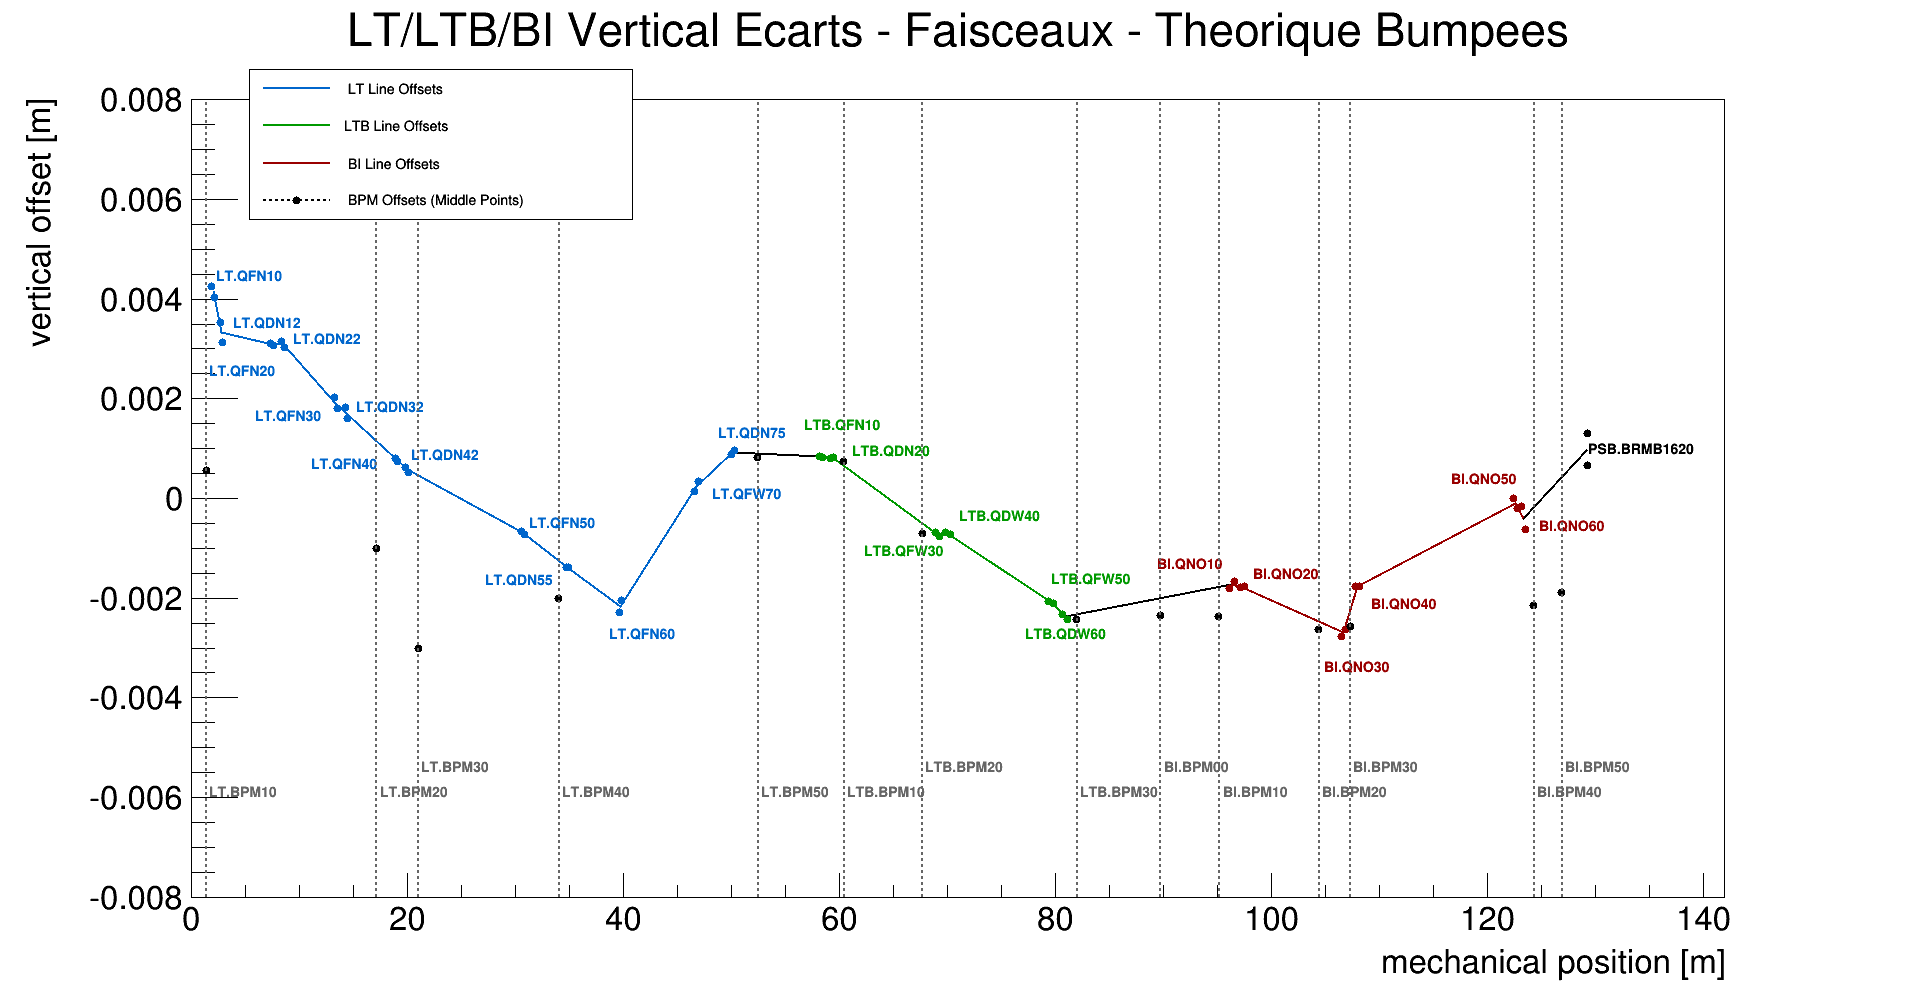 LT/LTB/BI Vertical Ecarts - Faisceaux - Theorique Bumpees
vertical offset [m]
LT Line Offsets
LTB Line Offsets
BI Line Offsets
BPM Offsets (Middle Points)
0.008
0.006
0.004
0.002
0
-0.002
-0.004
-0.006
-0.008
LT.QFN10
LT.QDN12
LT.QDN22
LT.QFN20
LT.QDN32
LT.QFN30
LT.QDN42
LT.QFN40
LT.QFN50
LT.QDN55
LT.QFN60
LT.QDN75
LT.QFW70
LTB.QFN10
LTB.QDN20
LTB.QDW40
LTB.QFW30
LTB.QFW50
LTB.QDW60
BI.QNO10
BI.QNO20
BI.QNO30
BI.QNO40
BI.QNO50
BI.QNO60
PSB.BRMB1620
LT.BPM10
LT.BPM20
LT.BPM30
LT.BPM40
LT.BPM50
LTB.BPM10
LTB.BPM20
LTB.BPM30
BI.BPM00
BI.BPM10
BI.BPM20
BI.BPM30
BI.BPM40
BI.BPM50
0 20 40 60 80 100 120 140
mechanical position [m]